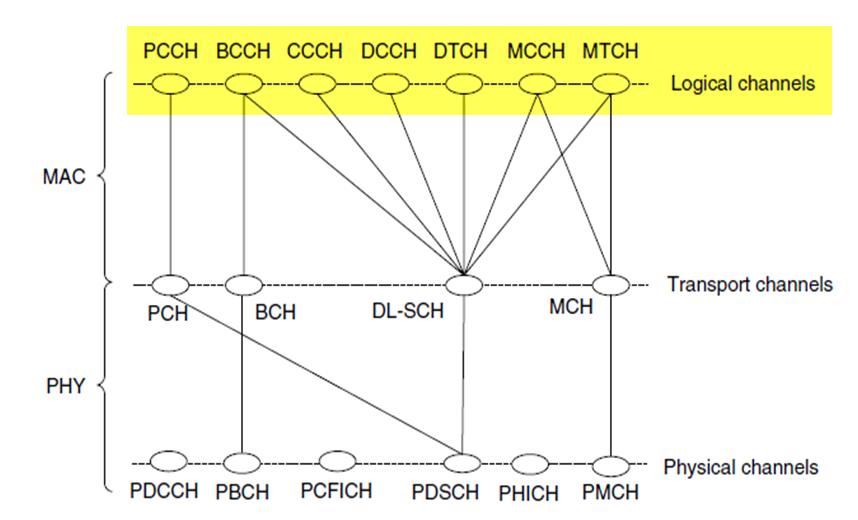 PCCH BCCH CCCH DCCH DTCH MCCH MTCH
Logical channels
MAC
Transport channels
PCH BCH DL-SCH MCH
PHY
Physical channels
PDCCH PBCH PCFICH PDSCH PHICH PMCH